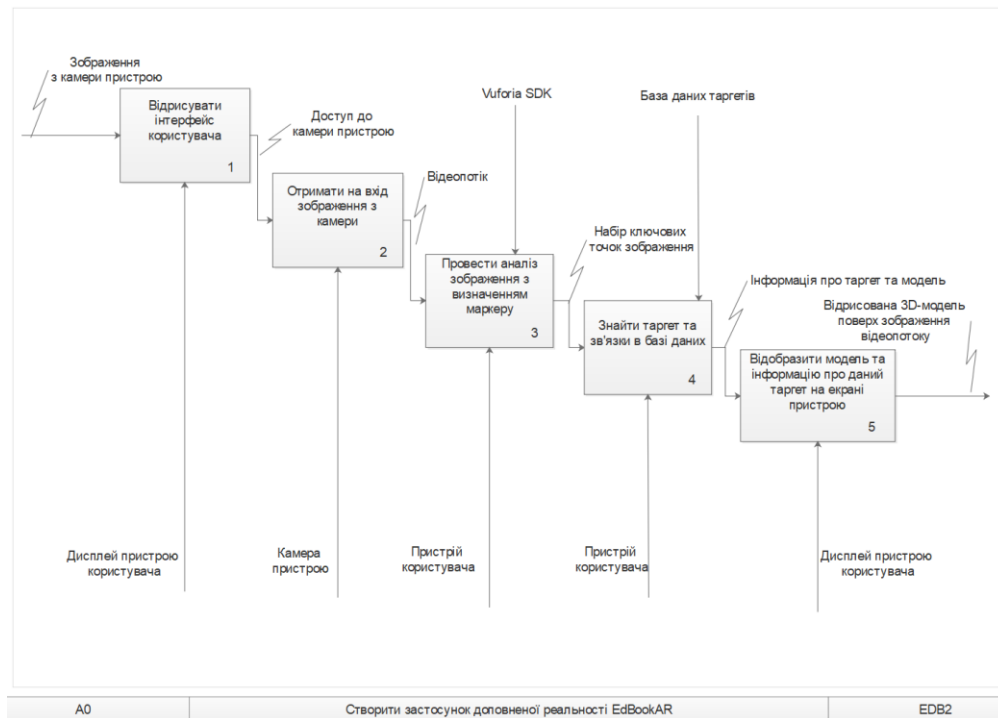 Зображення
з камери пристрою
Відрисувати
інтерфейс
користувача
1
Доступ до
камери пристрою
Vuforia SDK
База даних таргетів
Отримати на вхід
зображення з
камери
2
Відеопотік
Провести аналіз
зображення з
визначенням
маркеру
3
Набір ключових
точок зображення
Знайти таргет та
зв'язки в базі даних
4
Інформація про таргет та модель
Відрисована 3D-модель
поверх зображення
відеопотоку
Відобразити модель та
інформацію про даний
таргет на екрані
пристрою
5
Дисплей пристрою
користувача
Камера
пристрою
Пристрій
користувача
Пристрій
користувача
Дисплей пристрою
користувача
A0
Створити застосунок доповненої реальності EdBookAR
EDB2